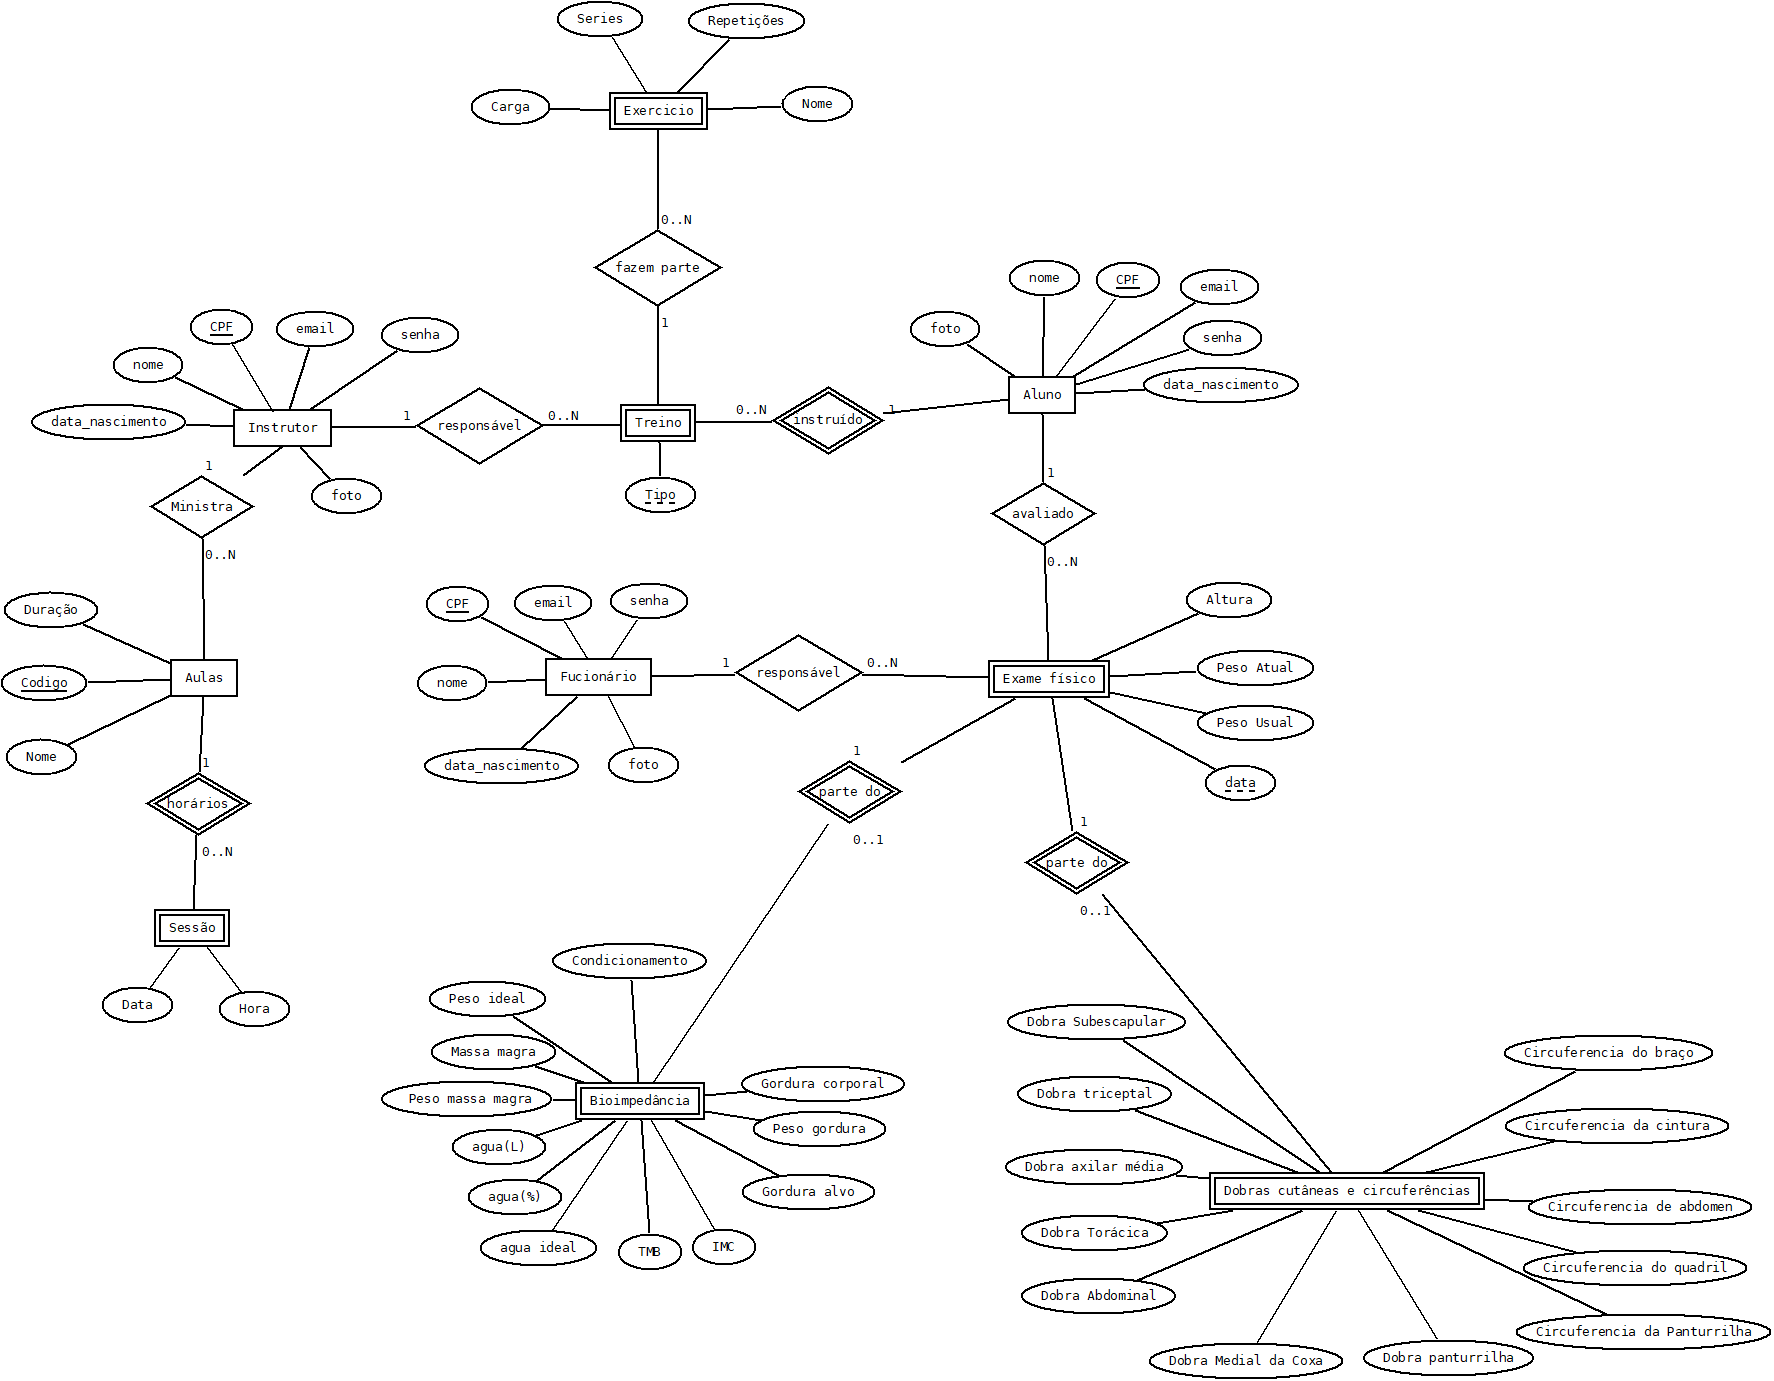 Series
Repetições
Carga
Exercicio
Nome
0..N
fazem parte
1
nome
CPF
email
foto
senha
data_nascimento
Aluno
CPF
email
senha
nome
data_nascimento
Instrutor
1
responsável
0..N
Treino
0..N
instruído
1
Tipo
foto
1
Ministra
0..N
1
avaliado
0..N
Duração
Codigo
Aulas
Nome
1
horários
0..N
Sessão
Data
Hora
CPF
email
senha
nome
Fucionário
data_nascimento
foto
1
responsável
0..N
Exame físico
Altura
Peso Atual
Peso Usual
data
1
parte do
0..1
1
parte do
0..1
Condicionamento
Peso ideal
Massa magra
Peso massa magra
Bioimpedância
Gordura corporal
Peso gordura
agua(L)
agua(%)
Gordura alvo
agua ideal
TMB
IMC
Dobra Subescapular
Dobra triceptal
Dobra axilar média
Dobra Torácica
Dobra Abdominal
Dobras cutâneas e circuferências
Circuferencia do braço
Circuferencia da cintura
Circuferencia de abdomen
Circuferencia do quadril
Circuferencia da Panturrilha
Dobra Medial da Coxa
Dobra panturrilha